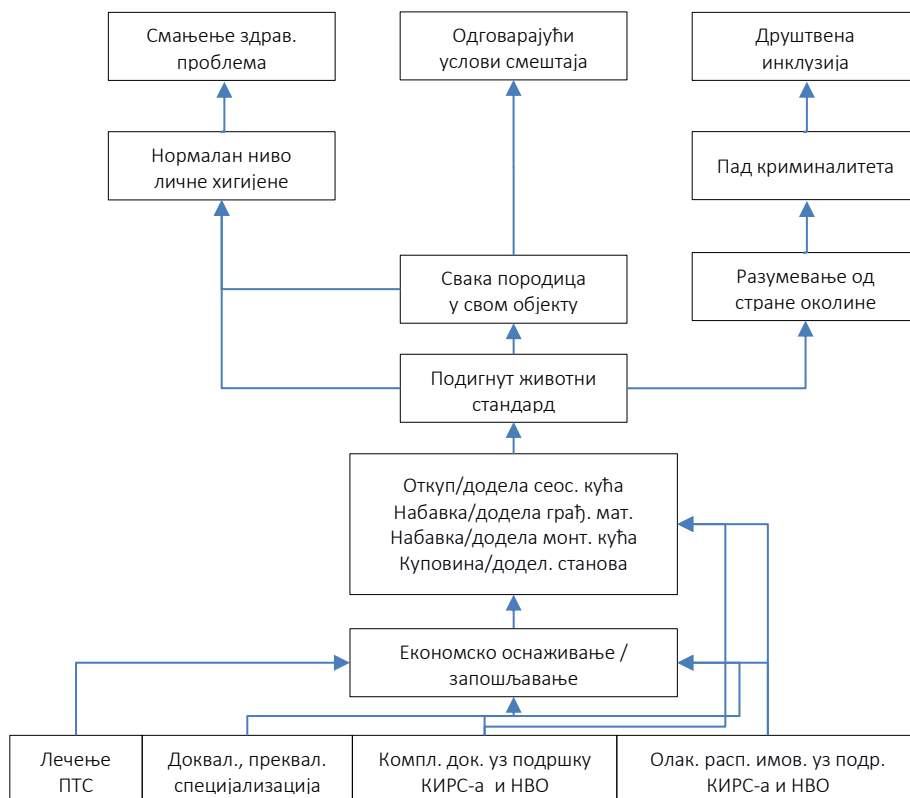 Смањење здрав.
проблема
Одговарајући
услови смештаја
Друштвена
инклузија
Нормалан ниво
личне хигијене
Пад криминалитета
Свака породица
у свом објекту
Разумевање од
стране околине
Подигнут животни
стандард
Откуп/додела сеос. кућа
Набавка/додела грађ. мат.
Набавка/додела монт. кућа
Куповина/додел. станова
Економско оснаживање /
запошљавање
Лечење
ПТС
Доквал., преквал.
специјализација
Компл. док. уз подршку
КИРС-а и НВО
Олак. расп. имов. уз подр.
КИРС-а и НВО